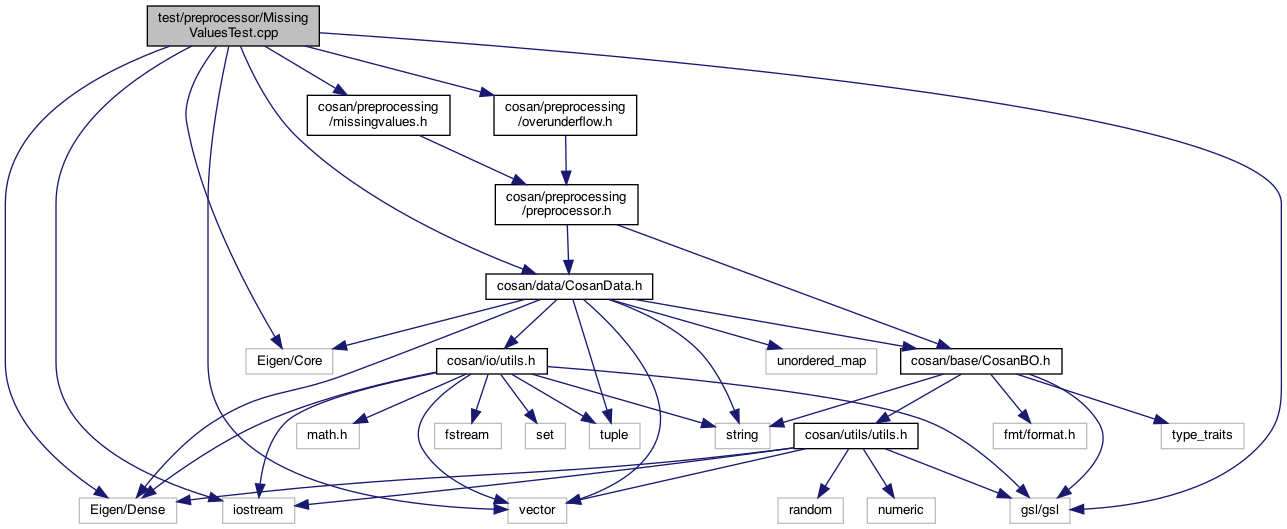 test/preprocessor/Missing
ValuesTest.cpp
cosan/preprocessing
/missingvalues.h
cosan/preprocessing
/overunderflow.h
cosan/preprocessing
/preprocessor.h
cosan/data/CosanData.h
Eigen/Core
cosan/io/utils.h
unordered_map
cosan/base/CosanBO.h
math.h
fstream
set
tuple
string
cosan/utils/utils.h
fmt/format.h
type_traits
Eigen/Dense
iostream
vector
random
numeric
gsl/gsl